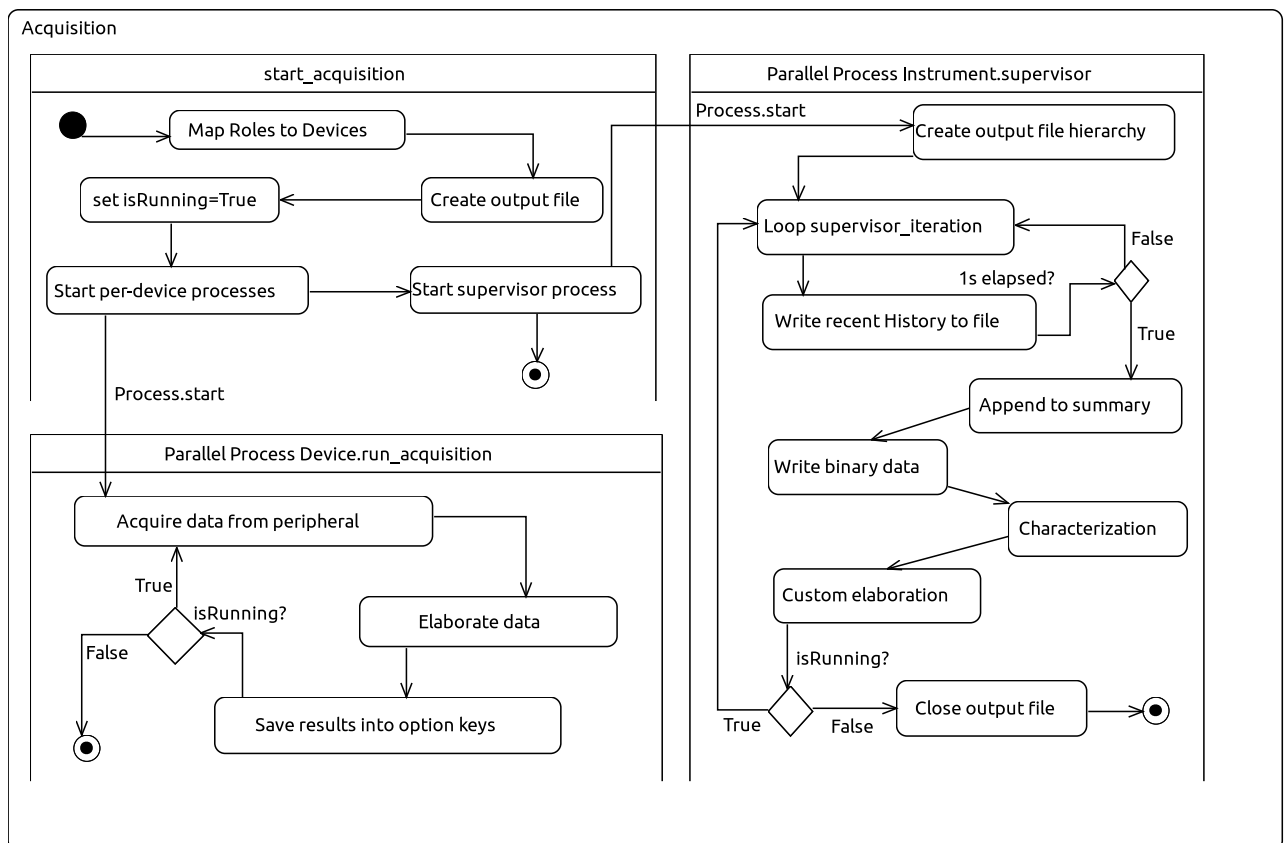 Acquisition
start_acquisition
Map Roles to Devices
set isRunning=True
Create output file
Start per-device processes
Start supervisor process
Process.start
Parallel Process Device.run_acquisition
Acquire data from peripheral
True
isRunning?
Elaborate data
False
Save results into option keys
Parallel Process Instrument.supervisor
Process.start
Create output file hierarchy
Loop supervisor_iteration
False
1s elapsed?
Write recent History to file
True
Append to summary
Write binary data
Characterization
Custom elaboration
isRunning?
True
False
Close output file